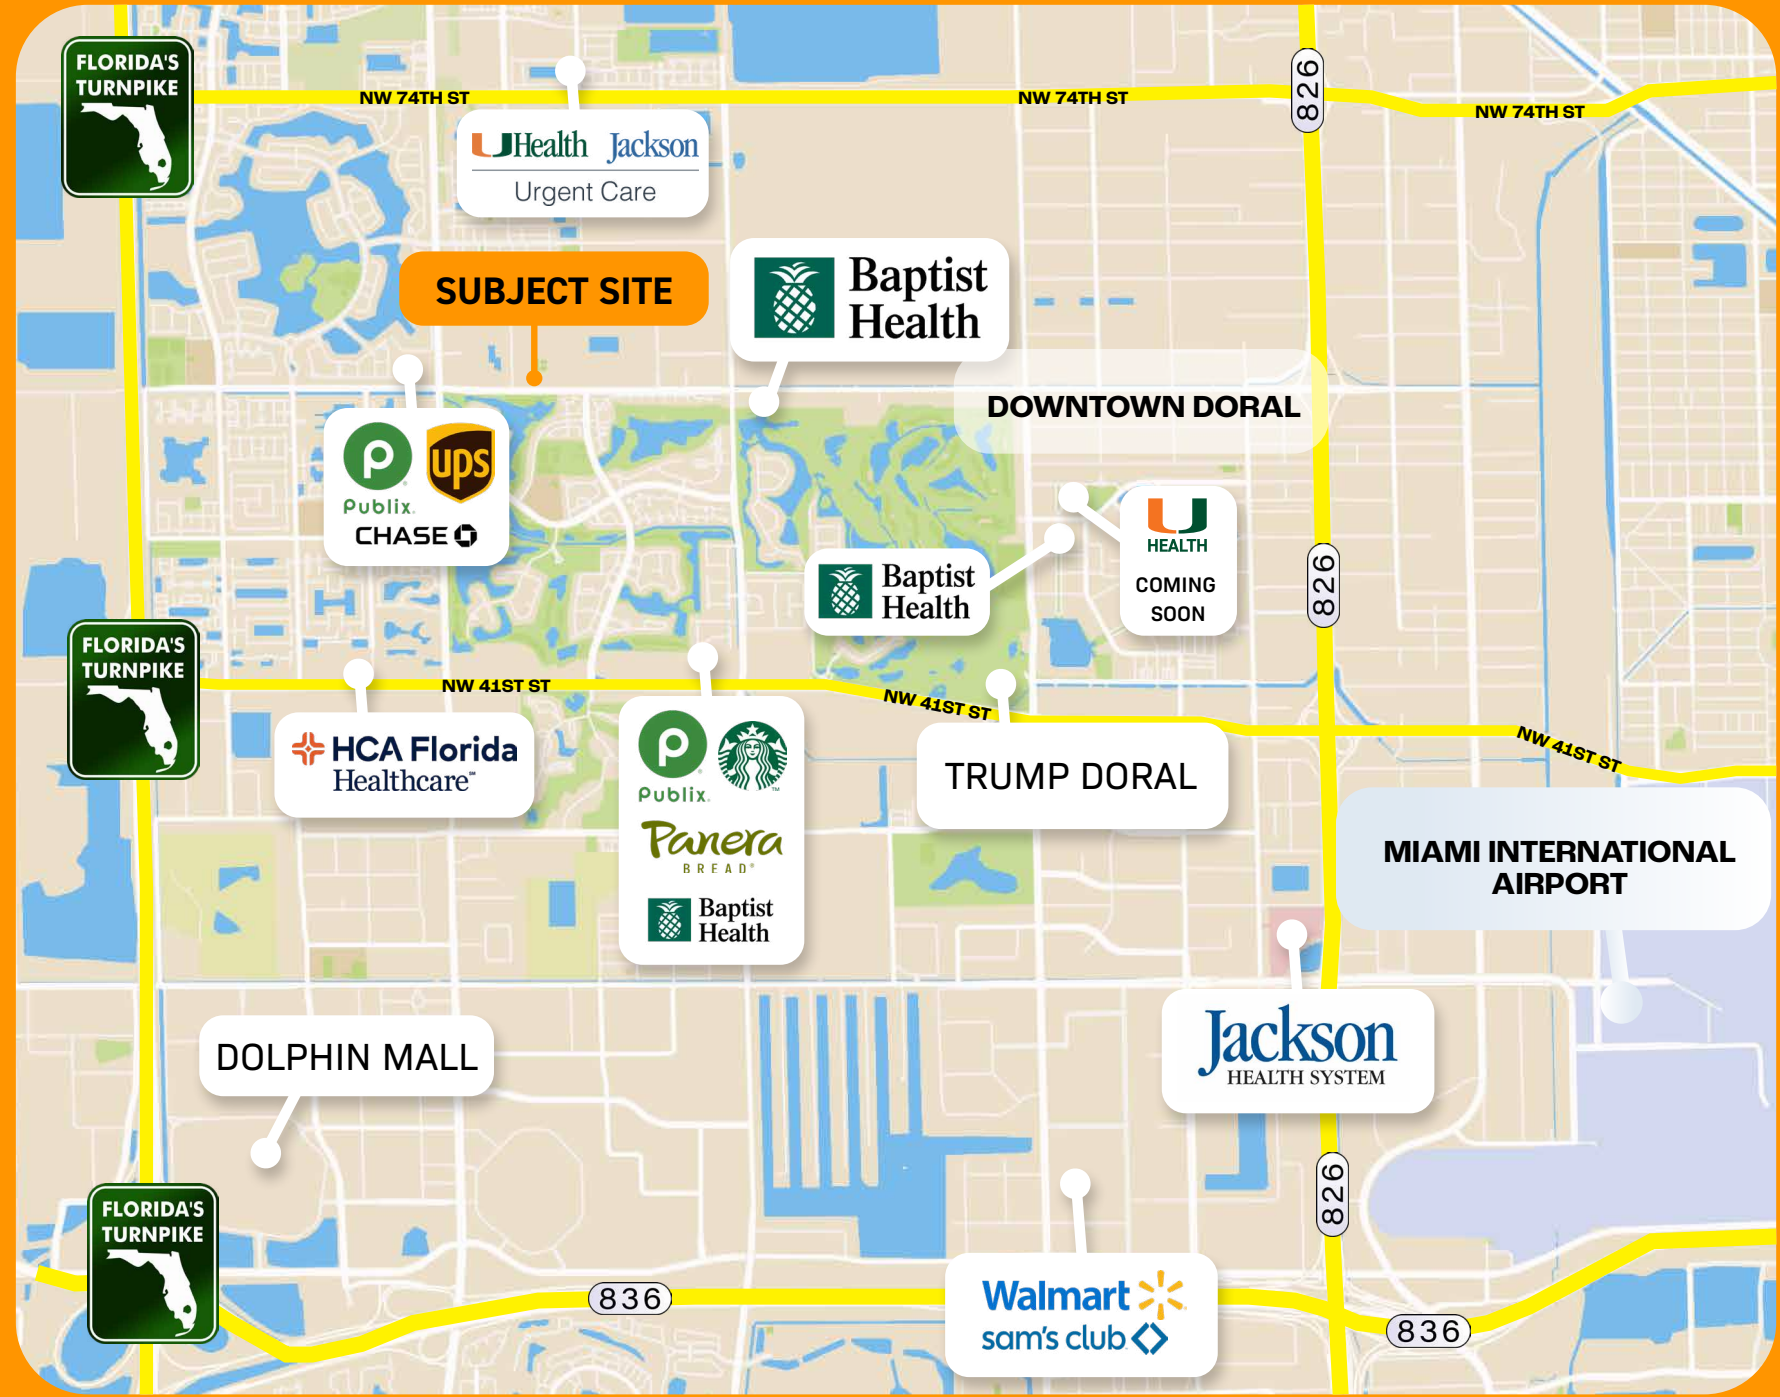 FLORIDA'S
TURNPIKE
NW 74TH ST
NW 74TH ST
826
NW 74TH ST
UHealth Jackson
Urgent Care
SUBJECT SITE
Baptist
Health
DOWNTOWN DORAL
Publix.
ups
CHASE
U
HEALTH
COMING
SOON
Baptist
Health
826
FLORIDA'S
TURNPIKE
NW 41ST ST
NW 41ST ST
NW 41ST ST
HCA Florida
Healthcare℠
Publix.
Panera
BREAD®
Baptist
Health
TRUMP DORAL
MIAMI INTERNATIONAL
AIRPORT
DOLPHIN MALL
Jackson
HEALTH SYSTEM
FLORIDA'S
TURNPIKE
826
836
Walmart
sam's club
836